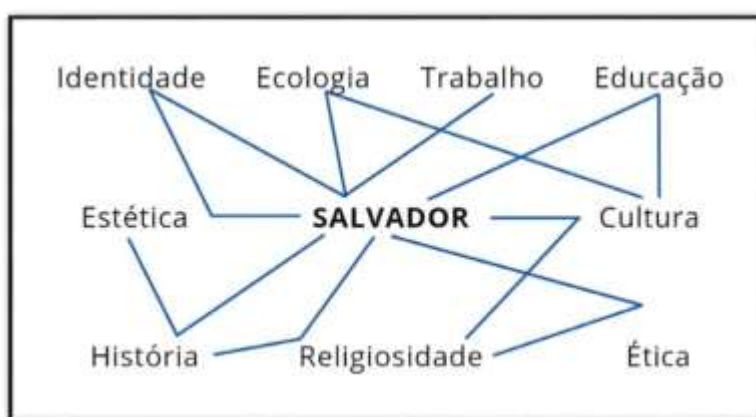 Identidade Ecologia Trabalho Educação
Estética SALVADOR Cultura
História Religiosidade Ética